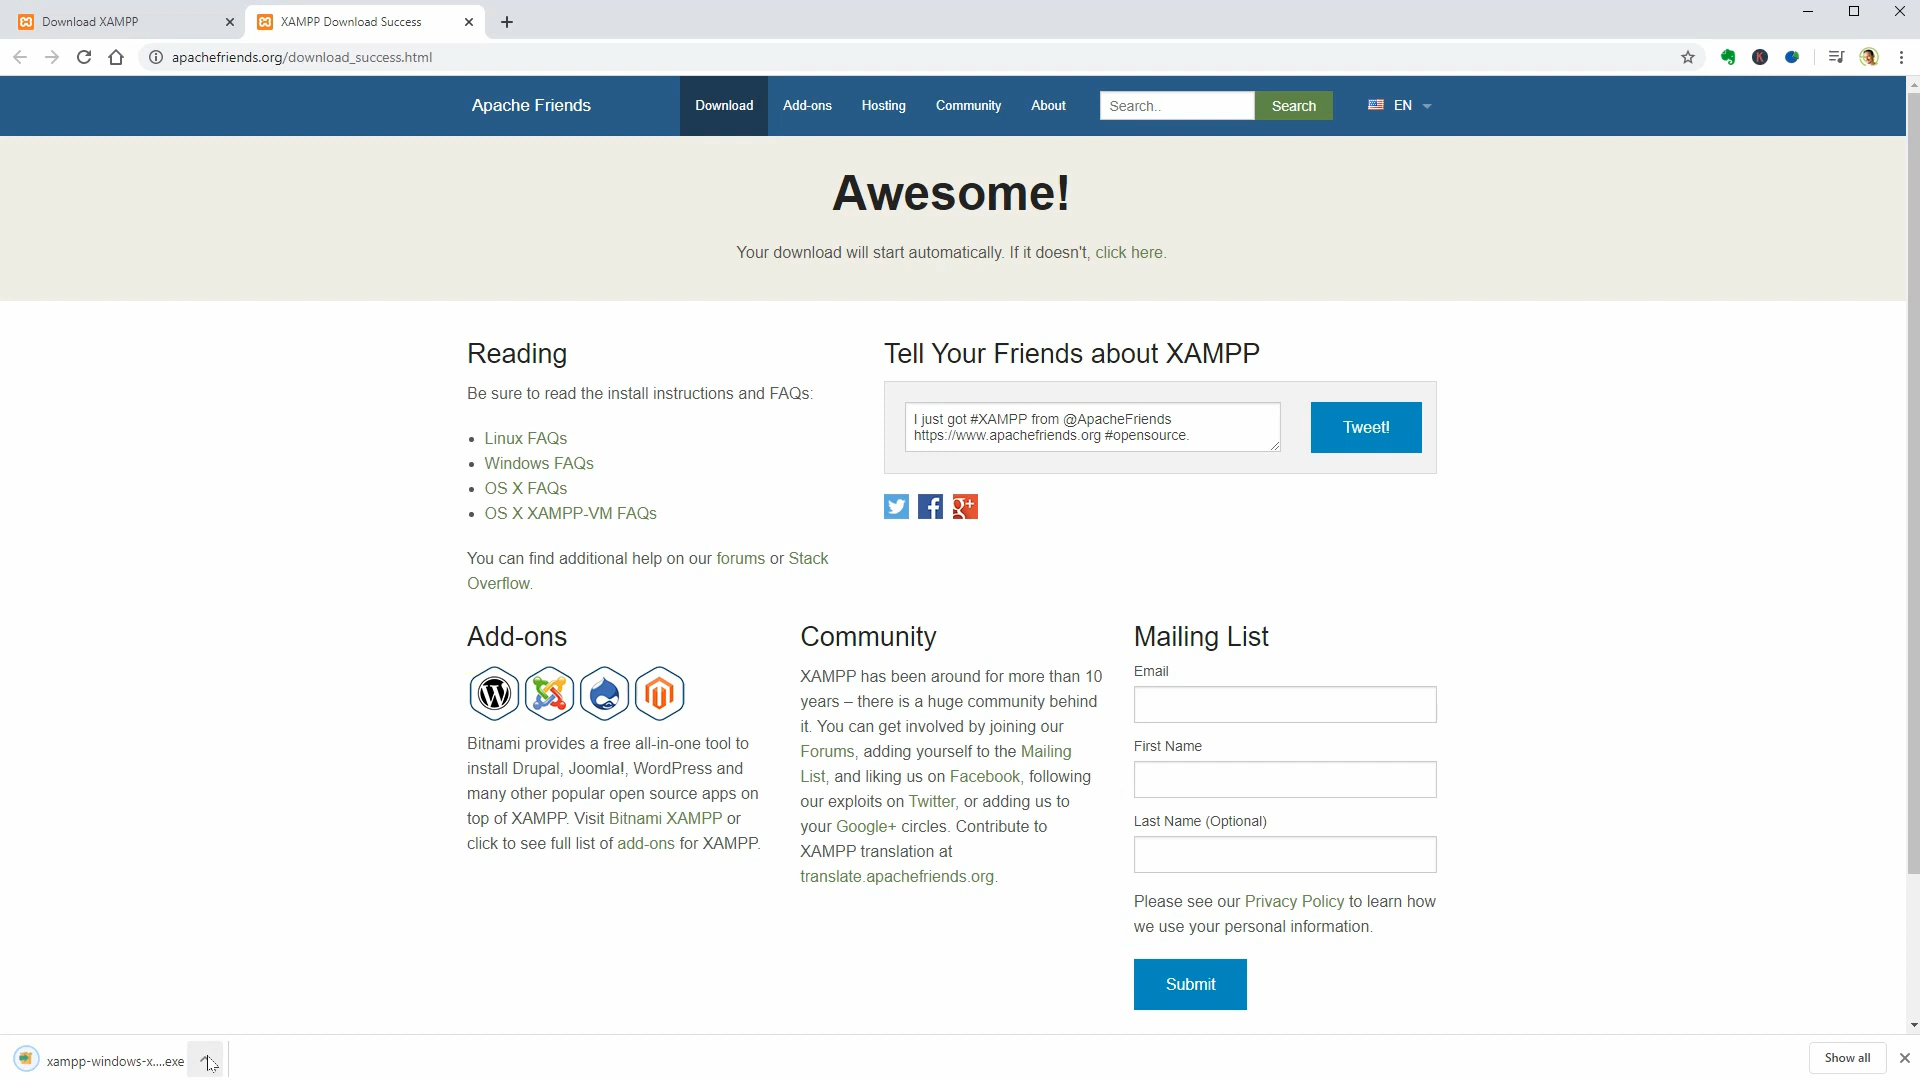 Download XAMPP
XAMPP Download Success
apachefriends.org/download_success.html
Apache Friends
Download
Add-ons
Hosting
Community
About
Search..
Search
EN
Awesome!
Your download will start automatically. If it doesn't, click here.
Reading
Be sure to read the install instructions and FAQs:
Linux FAQs
Windows FAQs
OS X FAQs
OS X XAMPP-VM FAQs
You can find additional help on our forums or Stack
Overflow.
Tell Your Friends about XAMPP
I just got #XAMPP from @ApacheFriends
https://www.apachefriends.org #opensource.
Tweet!
Add-ons
Bitnami provides a free all-in-one tool to
install Drupal, Joomla!, WordPress and
many other popular open source apps on
top of XAMPP. Visit Bitnami XAMPP or
click to see full list of add-ons for XAMPP.
Community
XAMPP has been around for more than 10
years – there is a huge community behind
it. You can get involved by joining our
Forums, adding yourself to the Mailing
List, and liking us on Facebook, following
our exploits on Twitter, or adding us to
your Google+ circles. Contribute to
XAMPP translation at
translate.apachefriends.org.
Mailing List
Email
First Name
Last Name (Optional)
Please see our Privacy Policy to learn how
we use your personal information.
Submit
xampp-windows-x....exe
Show all